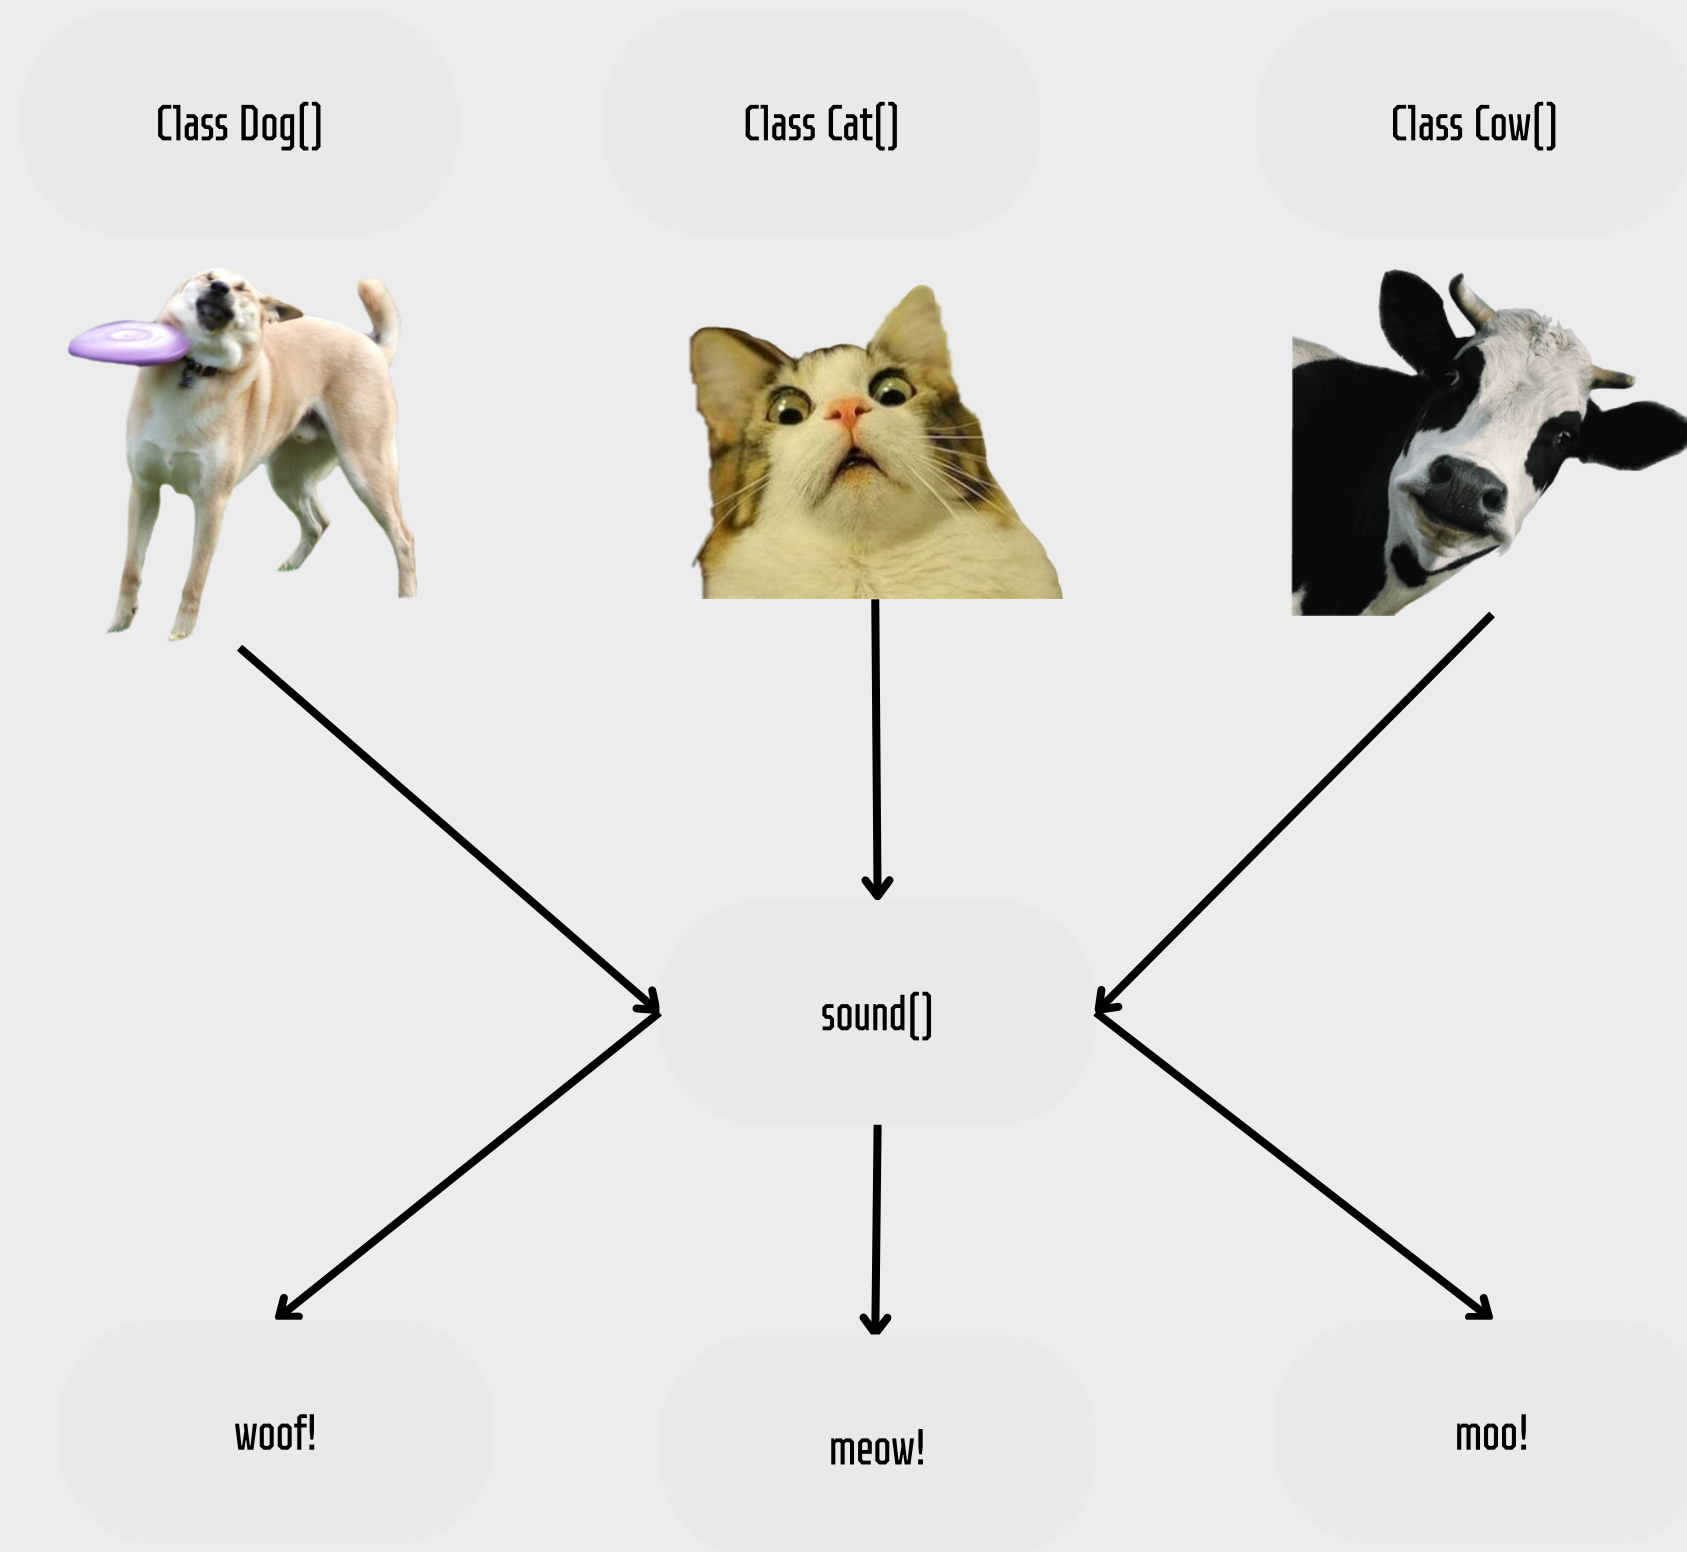 Class Dog()
Class Cat()
Class Cow()
sound()
woof!
meow!
moo!